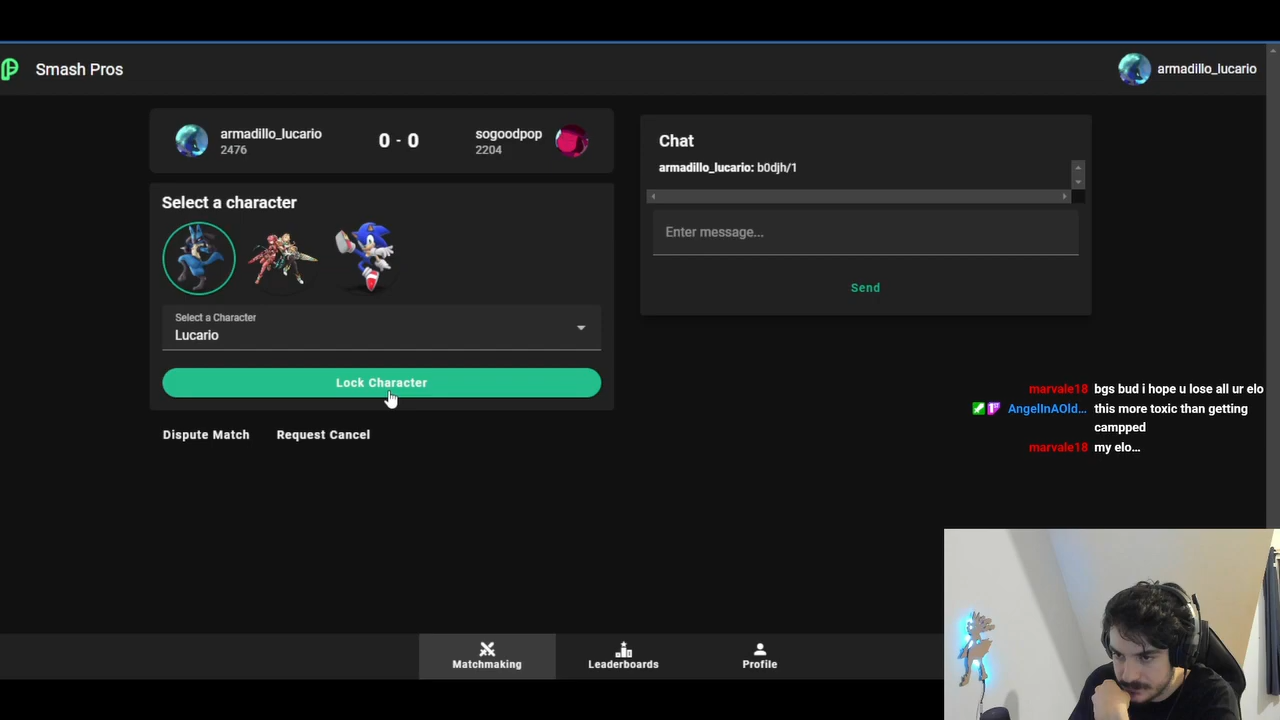 Smash Pros
armadillo_lucario
armadillo_lucario
2476
0 - 0
sogoodpop
2204
Select a character
Select a Character
Lucario
Lock Character
Dispute Match
Request Cancel
Chat
armadillo_lucario: b0djh/1
Enter message...
Send
marvale18 bgs bud i hope u lose all ur elo
AngelInAOld... this more toxic than getting
campped
marvale18 my elo...
Matchmaking
Leaderboards
Profile